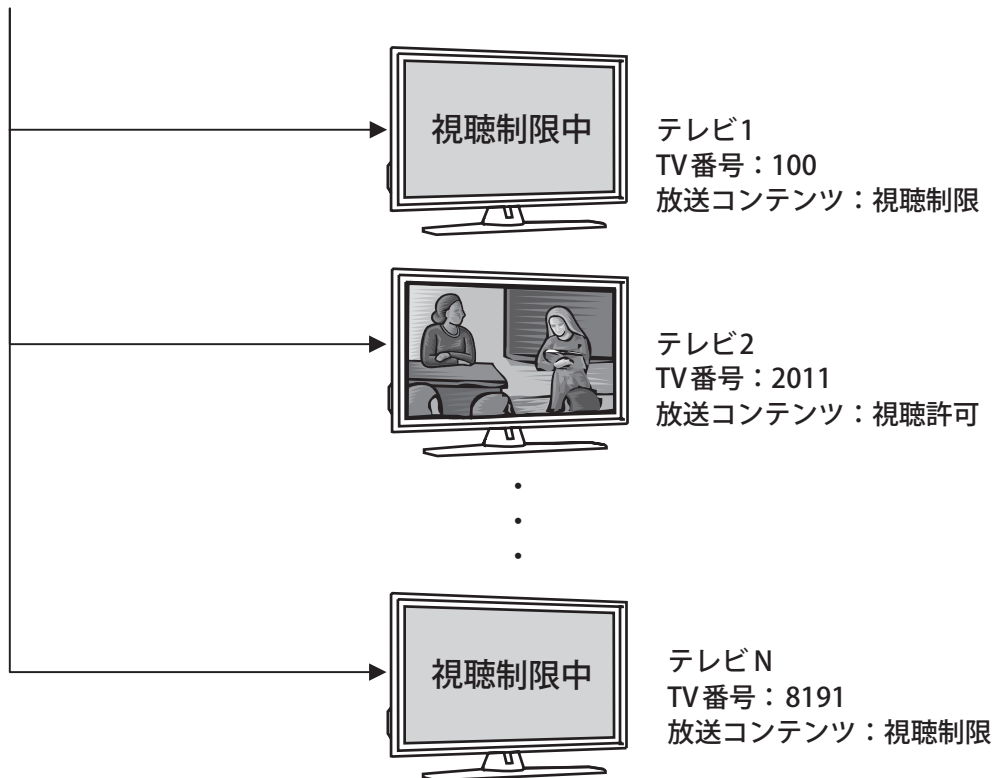 視聴制限中
テレビ1
TV番号：100
放送コンテンツ：視聴制限
テレビ2
TV番号：2011
放送コンテンツ：視聴許可
視聴制限中
テレビN
TV番号：8191
放送コンテンツ：視聴制限